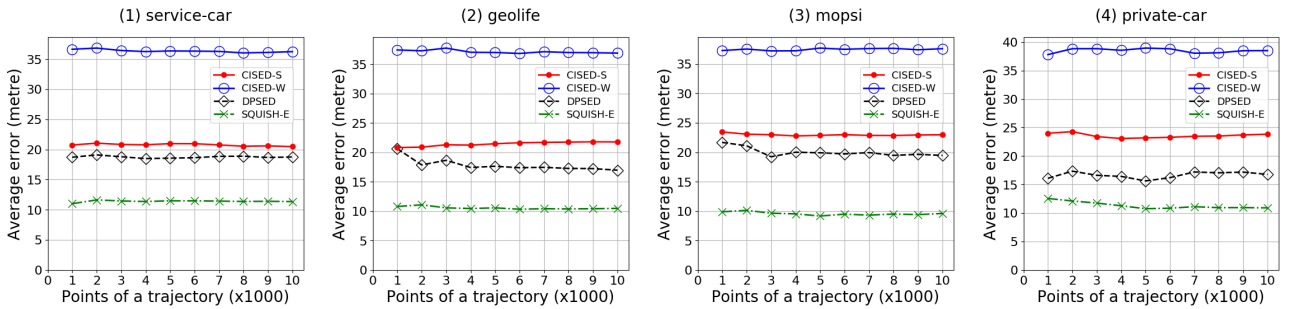 (1) service-car
Average error (metre)
35
30
25
20
15
10
5
0
CISED-S
CISED-W
DPSED
SQUISH-E
0 1 2 3 4 5 6 7 8 9 10
Points of a trajectory (x1000)
(2) geolife
Average error (metre)
35
30
25
20
15
10
5
0
CISED-S
CISED-W
DPSED
SQUISH-E
0 1 2 3 4 5 6 7 8 9 10
Points of a trajectory (x1000)
(3) mopsi
Average error (metre)
35
30
25
20
15
10
5
0
CISED-S
CISED-W
DPSED
SQUISH-E
0 1 2 3 4 5 6 7 8 9 10
Points of a trajectory (x1000)
(4) private-car
Average error (metre)
40
35
30
25
20
15
10
5
0
CISED-S
CISED-W
DPSED
SQUISH-E
0 1 2 3 4 5 6 7 8 9 10
Points of a trajectory (x1000)